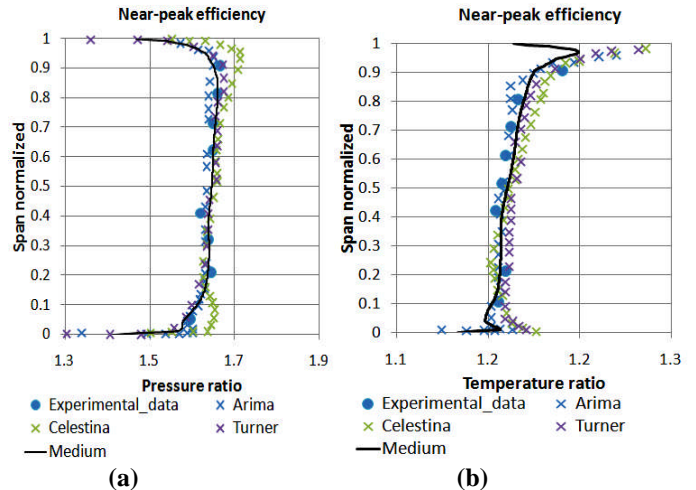 Near-peak efficiency
1
0.9
0.8
0.7
0.6
0.5
0.4
0.3
0.2
0.1
0
Span normalized
1.3
1.5
1.7
1.9
Pressure ratio
Experimental_data
Arima
Celestina
Turner
Medium
(a)
Near-peak efficiency
1
0.9
0.8
0.7
0.6
0.5
0.4
0.3
0.2
0.1
0
Span normalized
1.1
1.2
1.2
1.3
Temperature ratio
Experimental_data
Arima
Celestina
Turner
Medium
(b)